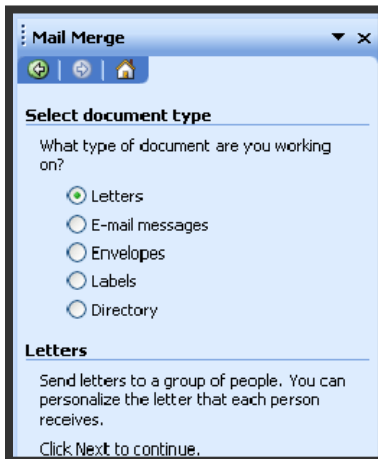 Mail Merge
Select document type
What type of document are you working
on?
Letters
E-mail messages
Envelopes
Labels
Directory
Letters
Send letters to a group of people. You can
personalize the letter that each person
receives.
Click Next to continue.